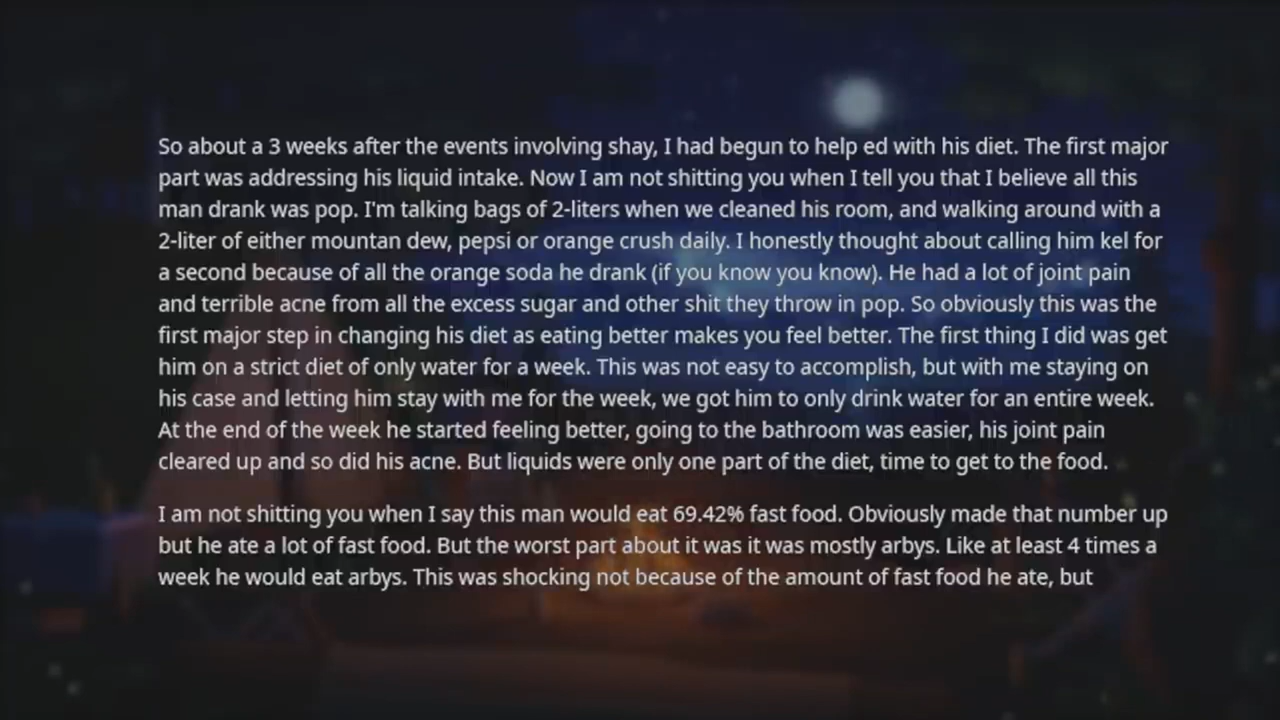 So about a 3 weeks after the events involving shay, I had begun to help ed with his diet. The first major
part was addressing his liquid intake. Now I am not shitting you when I tell you that I believe all this
man drank was pop. I'm talking bags of 2-liters when we cleaned his room, and walking around with a
2-liter of either mountan dew, pepsi or orange crush daily. I honestly thought about calling him kel for
a second because of all the orange soda he drank (if you know you know). He had a lot of joint pain
and terrible acne from all the excess sugar and other shit they throw in pop. So obviously this was the
first major step in changing his diet as eating better makes you feel better. The first thing I did was get
him on a strict diet of only water for a week. This was not easy to accomplish, but with me staying on
his case and letting him stay with me for the week, we got him to only drink water for an entire week.
At the end of the week he started feeling better, going to the bathroom was easier, his joint pain
cleared up and so did his acne. But liquids were only one part of the diet, time to get to the food.
I am not shitting you when I say this man would eat 69.42% fast food. Obviously made that number up
but he ate a lot of fast food. But the worst part about it was it was mostly arbys. Like at least 4 times a
week he would eat arbys. This was shocking not because of the amount of fast food he ate, but